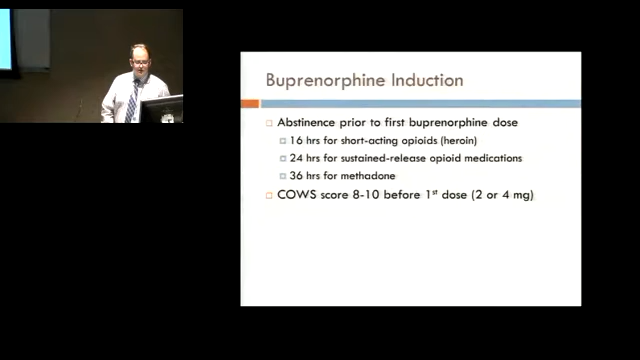 Buprenorphine Induction
Abstinence prior to first buprenorphine dose
16 hrs for short-acting opioids (heroin)
24 hrs for sustained-release opioid medications
36 hrs for methadone
COWS score 8-10 before 1st dose (2 or 4 mg)